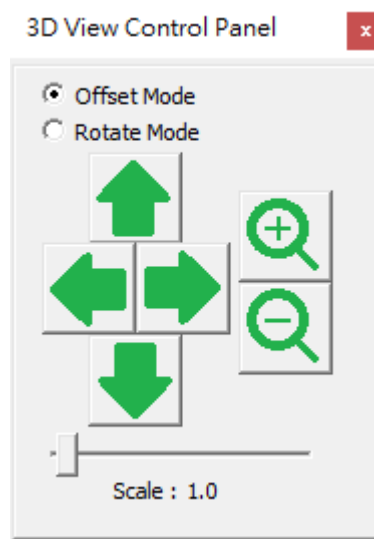 3D View Control Panel
x
Offset Mode
Rotate Mode
Scale : 1.0